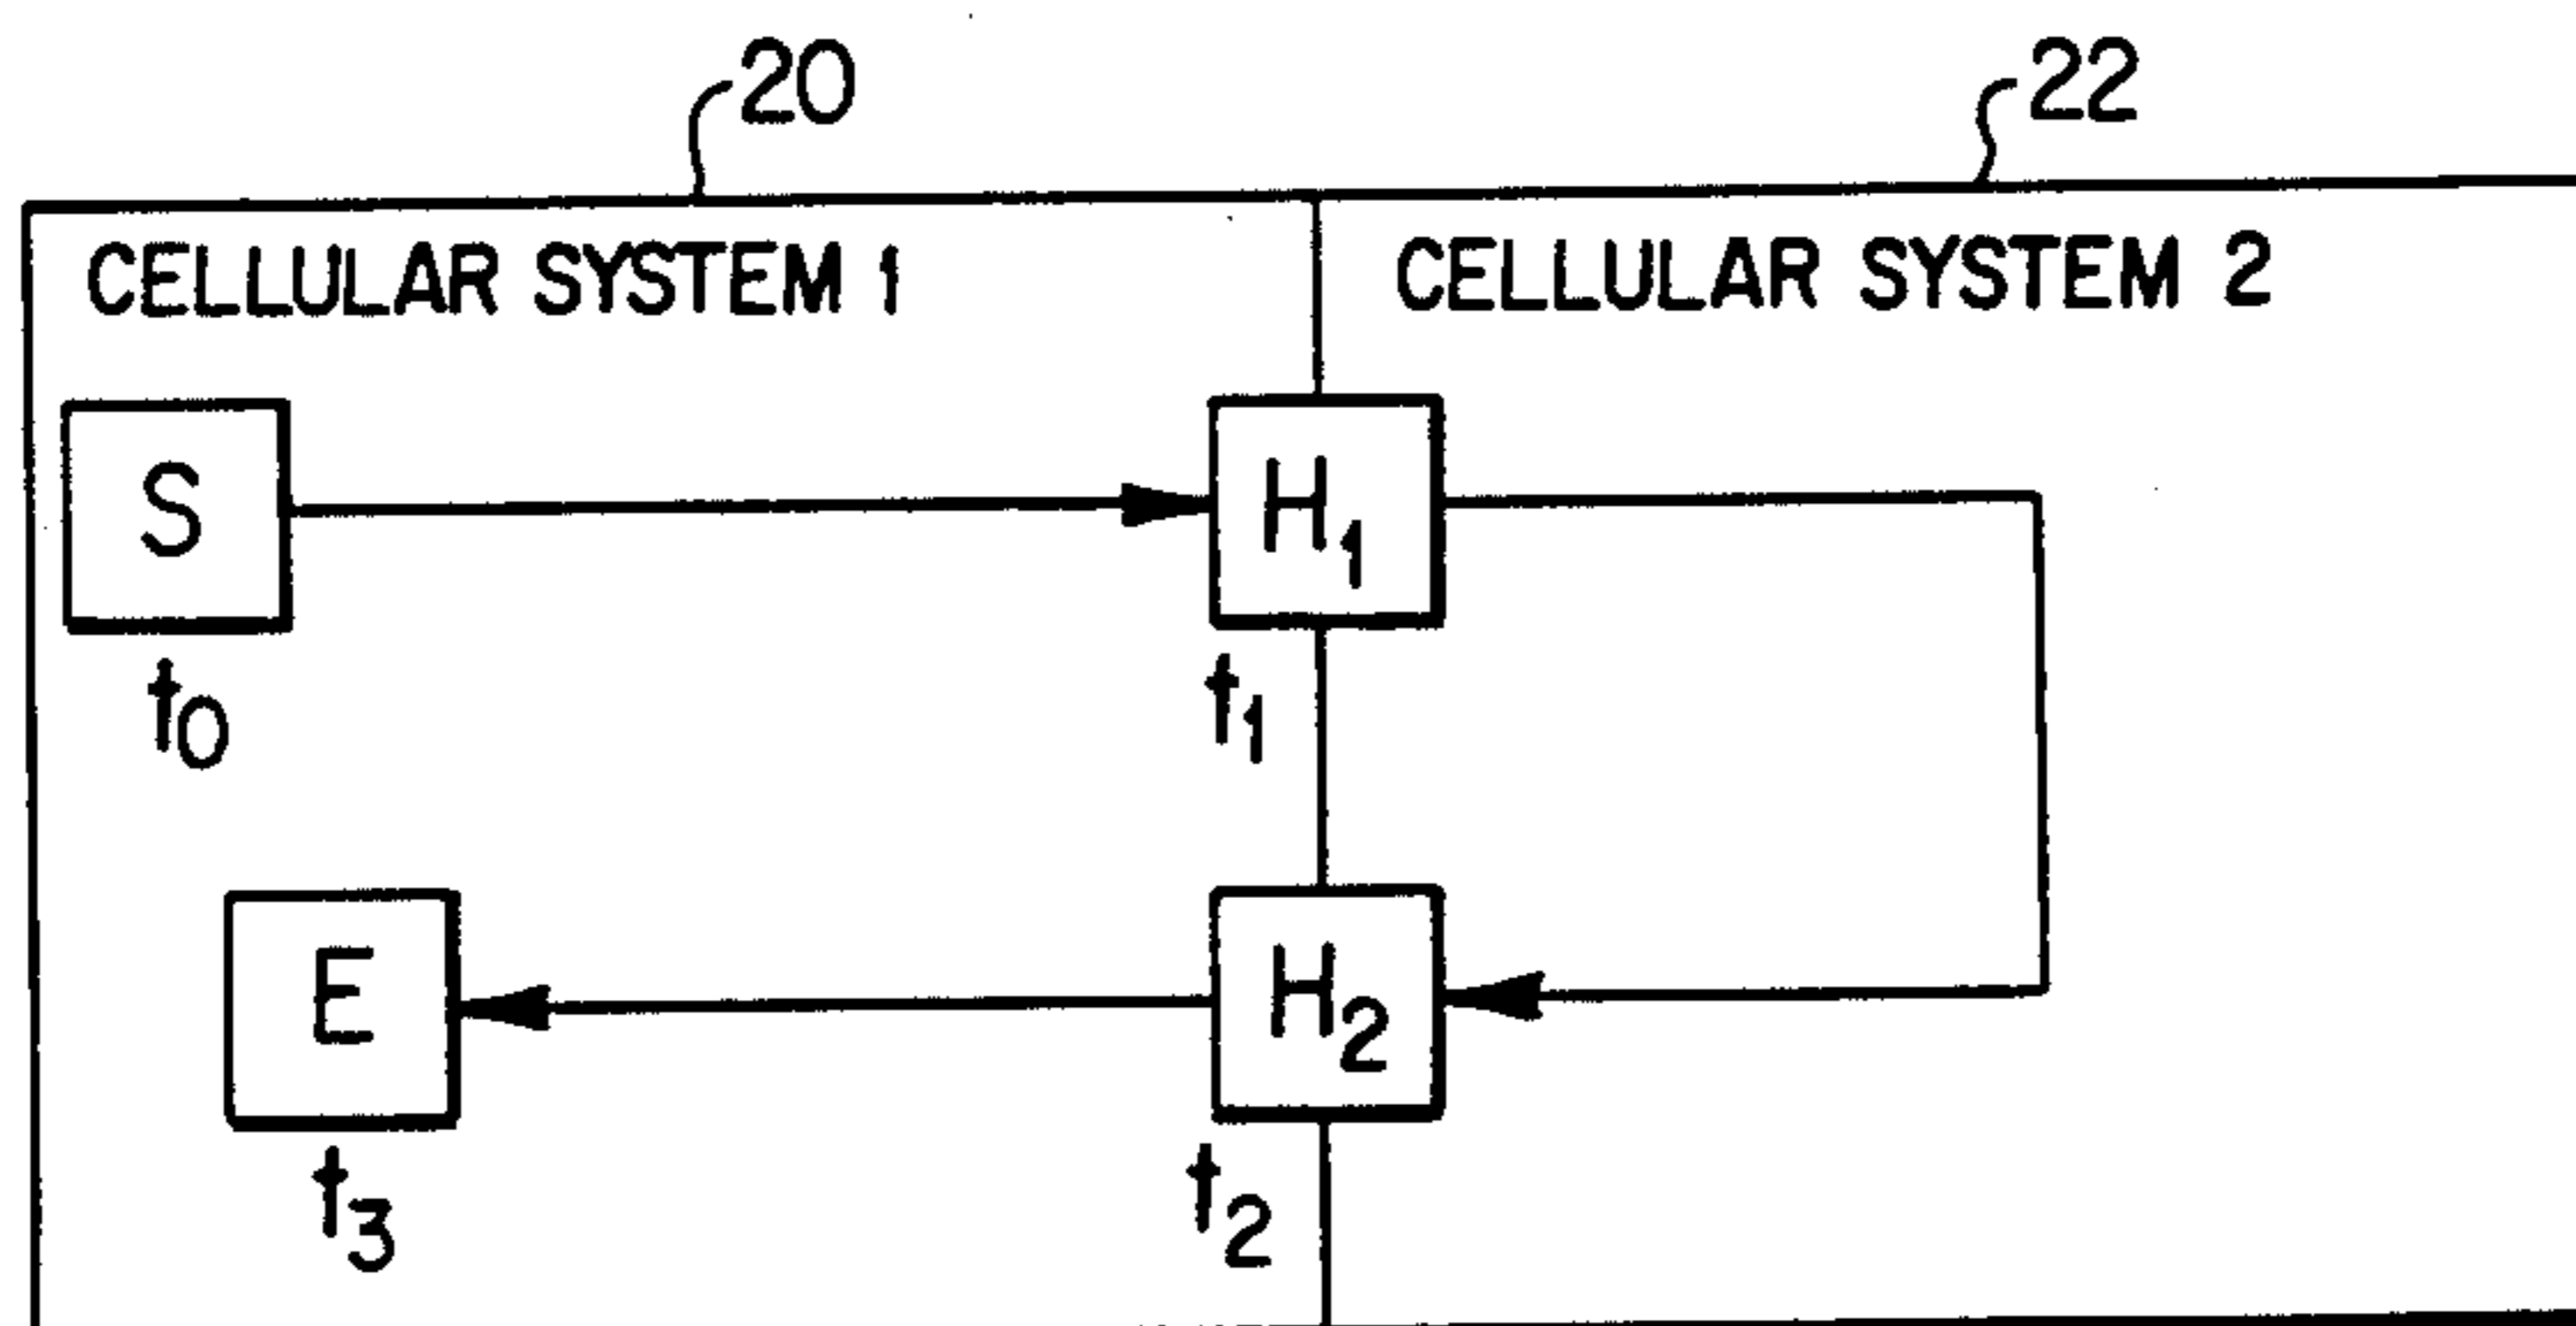 20
22
CELLULAR SYSTEM 1
CELLULAR SYSTEM 2
S
H1
t0
t1
E
H2
t3
t2